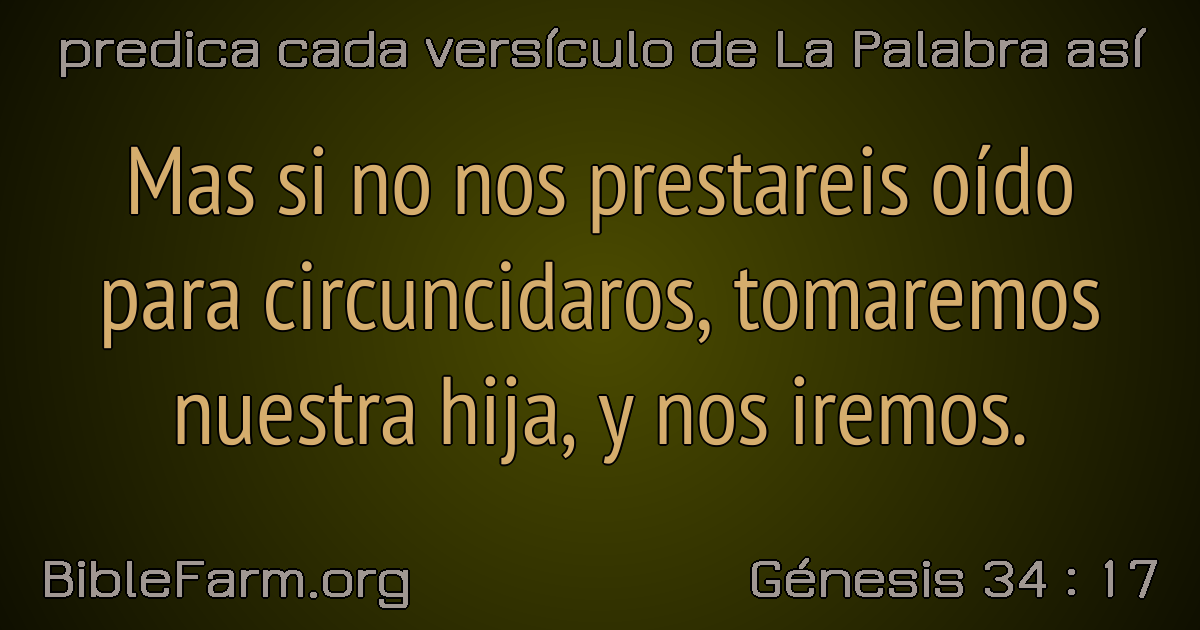 predica cada versículo de La Palabra así
Mas si no nos prestareis oído
para circuncidaros, tomaremos
nuestra hija, y nos iremos.
BibleFarm.org
Génesis 34 : 17